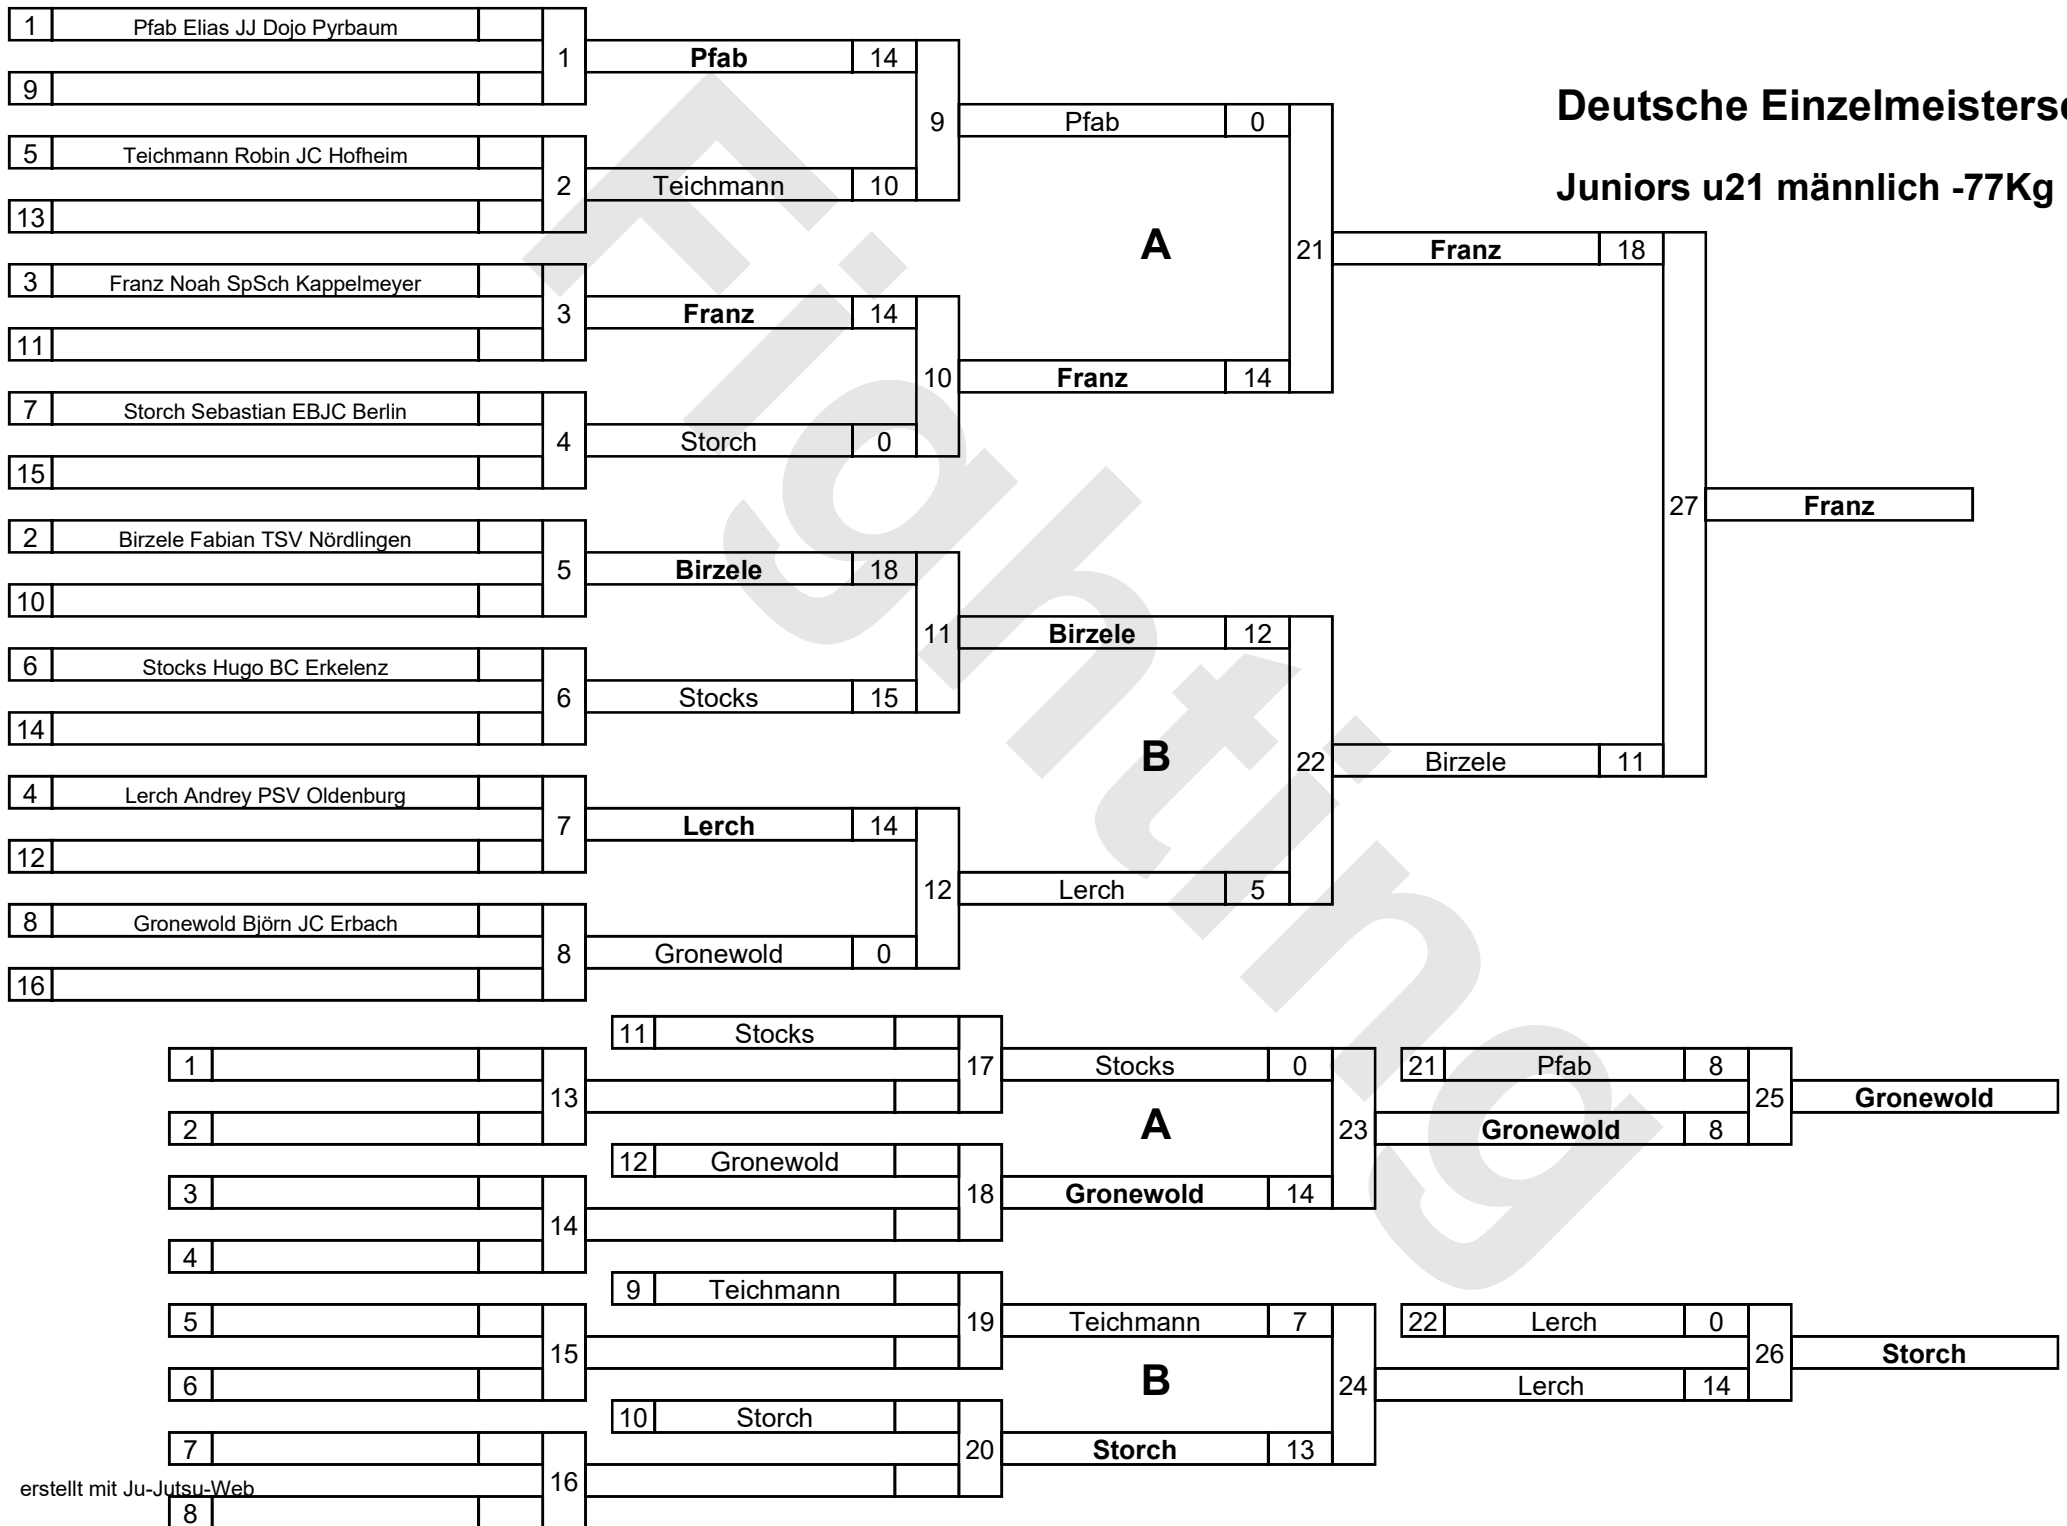 1 Pfab Elias JJ Dojo Pyrbaum
1 Pfab 14
9
9 Pfab 0
Deutsche Einzelmeisters
5 Teichmann Robin JC Hofheim
2 Teichmann 10
Juniors u21 männlich -77Kg
13
A
21 Franz 18
3 Franz Noah SpSch Kappelmeyer
3 Franz 14
11
10 Franz 14
7 Storch Sebastian EBJC Berlin
4 Storch 0
15
27 Franz
2 Birzele Fabian TSV Nördlingen
5 Birzele 18
10
11 Birzele 12
6 Stocks Hugo BC Erkelenz
6 Stocks 15
14
B
22 Birzele 11
4 Lerch Andrey PSV Oldenburg
7 Lerch 14
12
12 Lerch 5
8 Gronewold Björn JC Erbach
8 Gronewold 0
16
11 Stocks
1
17 Stocks 0
21 Pfab 8
13
25 Gronewold
2
A
23 Gronewold 8
12 Gronewold
3
18 Gronewold 14
14
4
9 Teichmann
5
19 Teichmann 7
22 Lerch 0
15
26 Storch
6
B
24 Lerch 14
10 Storch
7
20 Storch 13
16
erstellt mit Ju-Jutsu-Web
8
Fighting